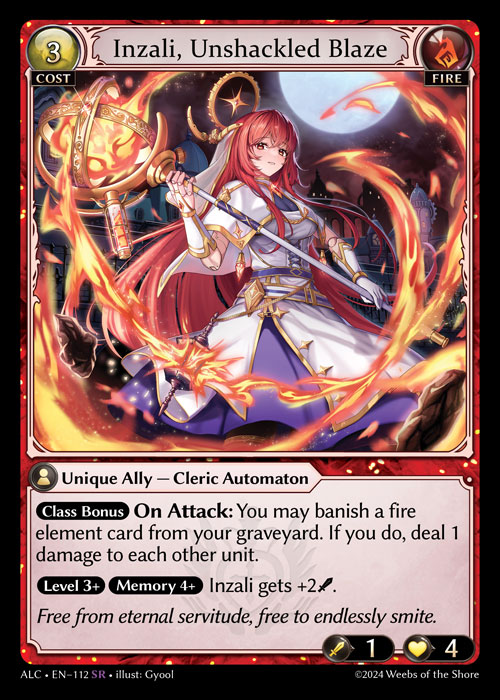 3 Inzali, Unshackled Blaze
COST FIRE
Unique Ally — Cleric Automaton
Class Bonus On Attack: You may banish a fire
element card from your graveyard. If you do, deal 1
damage to each other unit.
Level 3+ Memory 4+ Inzali gets +2.
Free from eternal servitude, free to endlessly smite.
1 4
ALC • EN–112 SR • illust: Gyool ©2024 Weebs of the Shore